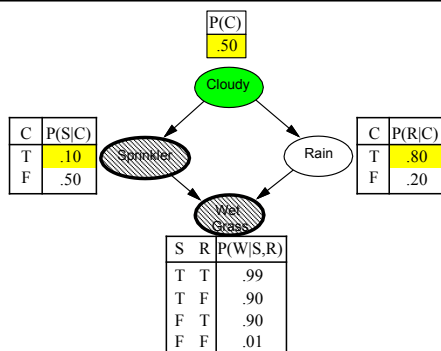 P(C)
.50
Cloudy
C P(S|C)
T .10
F .50
Sprinkler
Rain
C P(R|C)
T .80
F .20
Wet
Grass
S R P(W|S,R)
T T .99
T F .90
F T .90
F F .01